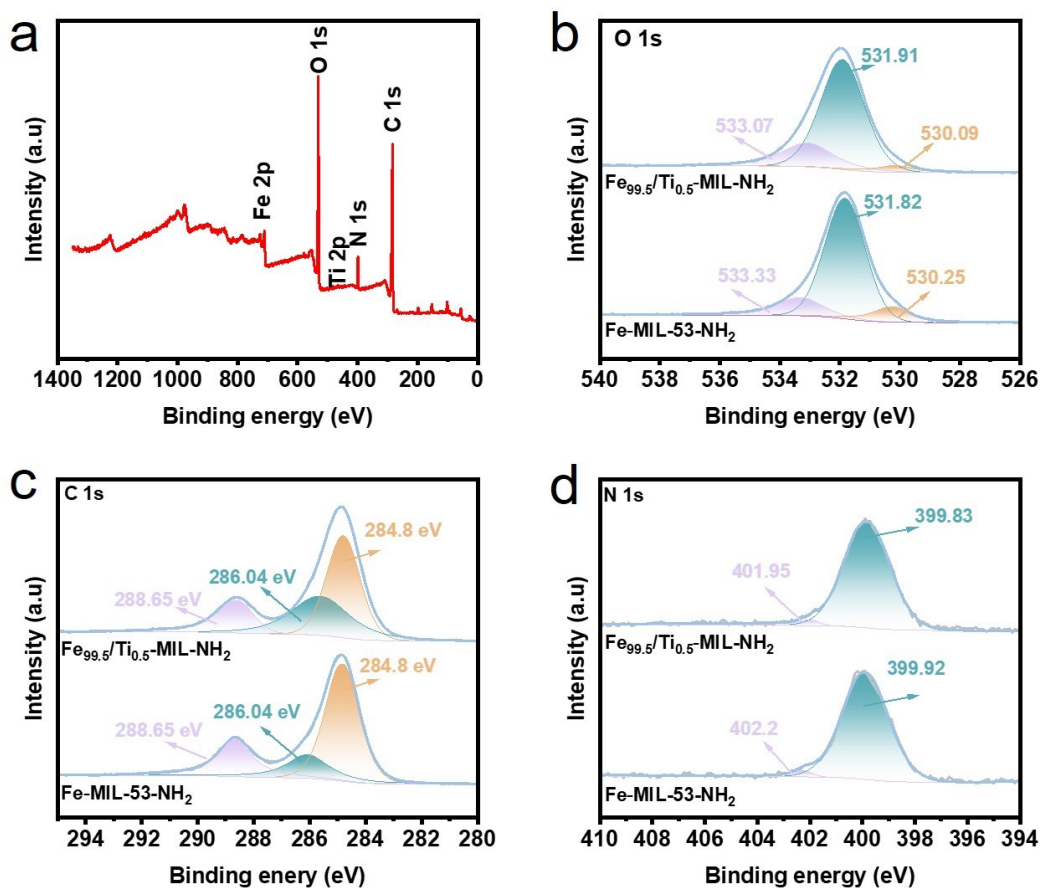 a
Intensity (a.u)
O 1s
C 1s
Fe 2p
Ti 2p
N 1s
1400 1200 1000 800 600 400 200 0
Binding energy (eV)
b
Intensity (a.u)
O 1s
531.91
533.07
530.09
Fe99.5/Ti0.5-MIL-NH2
531.82
533.33
530.25
Fe-MIL-53-NH2
540 538 536 534 532 530 528 526
Binding energy (eV)
c
Intensity (a.u)
C 1s
284.8 eV
286.04 eV
288.65 eV
Fe99.5/Ti0.5-MIL-NH2
284.8 eV
286.04 eV
288.65 eV
Fe-MIL-53-NH2
294 292 290 288 286 284 282 280
Binding enery (eV)
d
Intensity (a.u)
N 1s
399.83
401.95
Fe99.5/Ti0.5-MIL-NH2
399.92
402.2
Fe-MIL-53-NH2
410 408 406 404 402 400 398 396 394
Binding energy (eV)